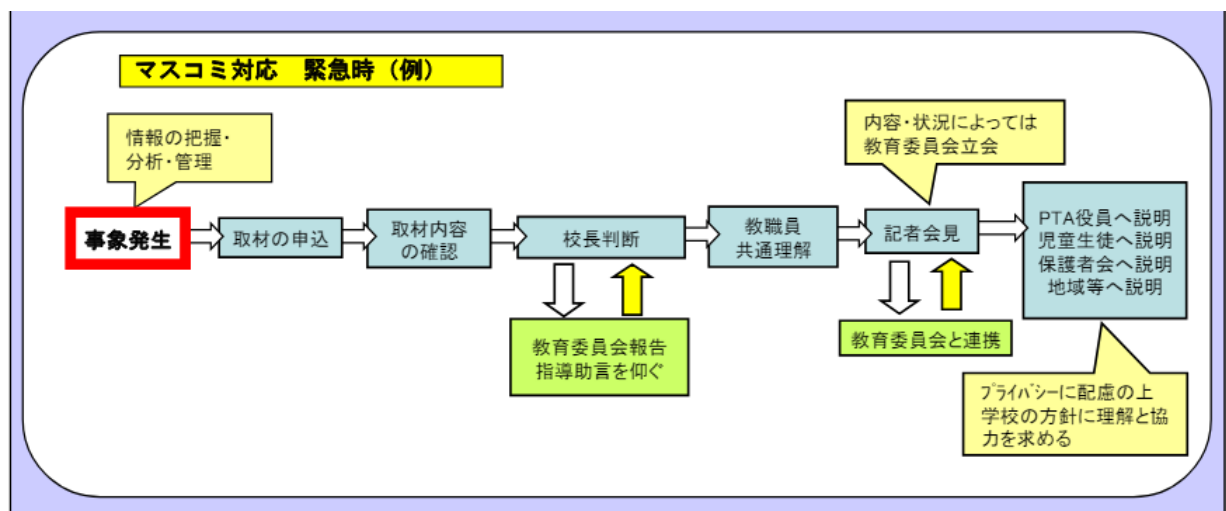 マスコミ対応　緊急時（例）
情報の把握・
分析・管理
内容・状況によっては
教育委員会立会
事象発生
取材の申込
取材内容
の確認
校長判断
教職員
共通理解
記者会見
PTA役員へ説明
児童生徒へ説明
保護者会へ説明
地域等へ説明
教育委員会報告
指導助言を仰ぐ
教育委員会と連携
ﾌﾟﾗｲﾊﾞｼｰに配慮の上
学校の方針に理解と協
力を求める